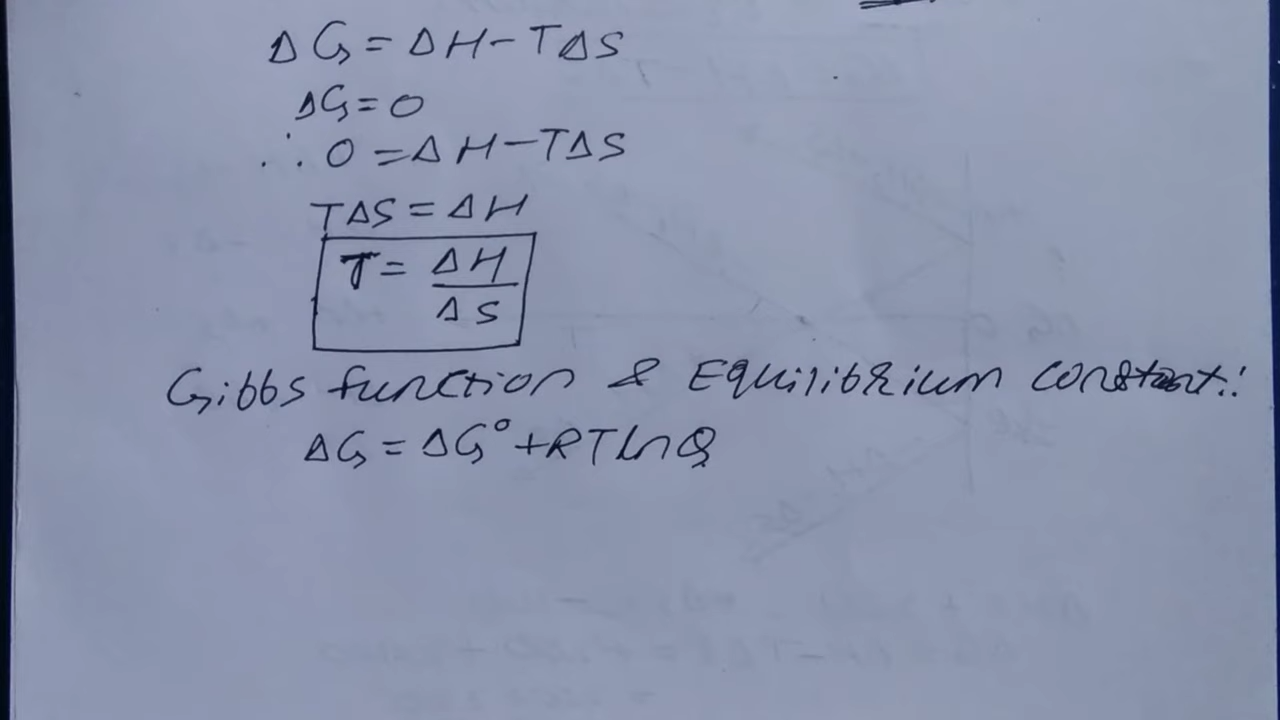 ΔG = ΔH - TΔS
ΔG = 0
∴ 0 = ΔH - TΔS
TΔS = ΔH
T = ΔH/ΔS
Gibbs function & Equilibrium constant:
ΔG = ΔG° + RT ln Q